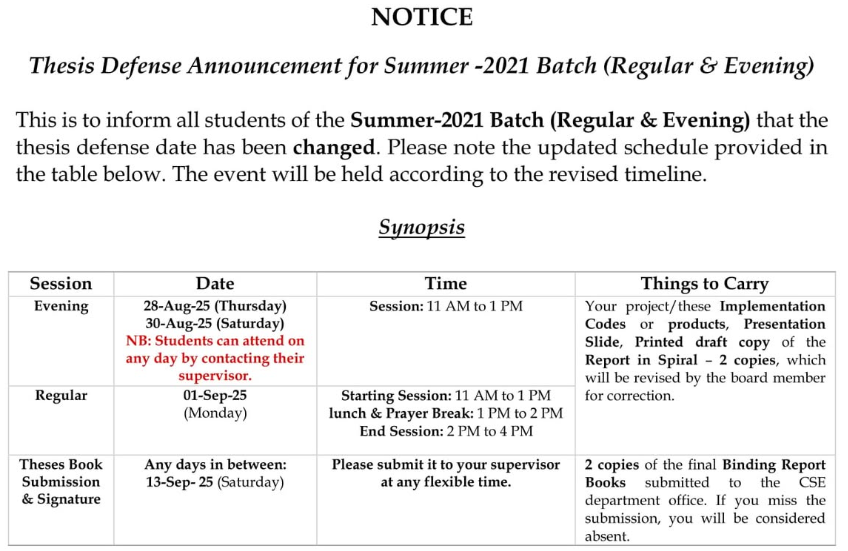 NOTICE
Thesis Defense Announcement for Summer -2021 Batch (Regular & Evening)
This is to inform all students of the Summer-2021 Batch (Regular & Evening) that the
thesis defense date has been changed. Please note the updated schedule provided in
the table below. The event will be held according to the revised timeline.
Synopsis
Session Date Time Things to Carry
Evening
28-Aug-25 (Thursday)
30-Aug-25 (Saturday)
NB: Students can attend on
any day by contacting their
supervisor.
Session: 11 AM to 1 PM
Your project/these Implementation
Codes or products, Presentation
Slide, Printed draft copy of the
Report in Spiral – 2 copies, which
will be revised by the board member
for correction.
Regular
01-Sep-25
(Monday)
Starting Session: 11 AM to 1 PM
lunch & Prayer Break: 1 PM to 2 PM
End Session: 2 PM to 4 PM
Theses Book
Submission
& Signature
Any days in between:
13-Sep- 25 (Saturday)
Please submit it to your supervisor
at any flexible time.
2 copies of the final Binding Report
Books submitted to the CSE
department office. If you miss the
submission, you will be considered
absent.